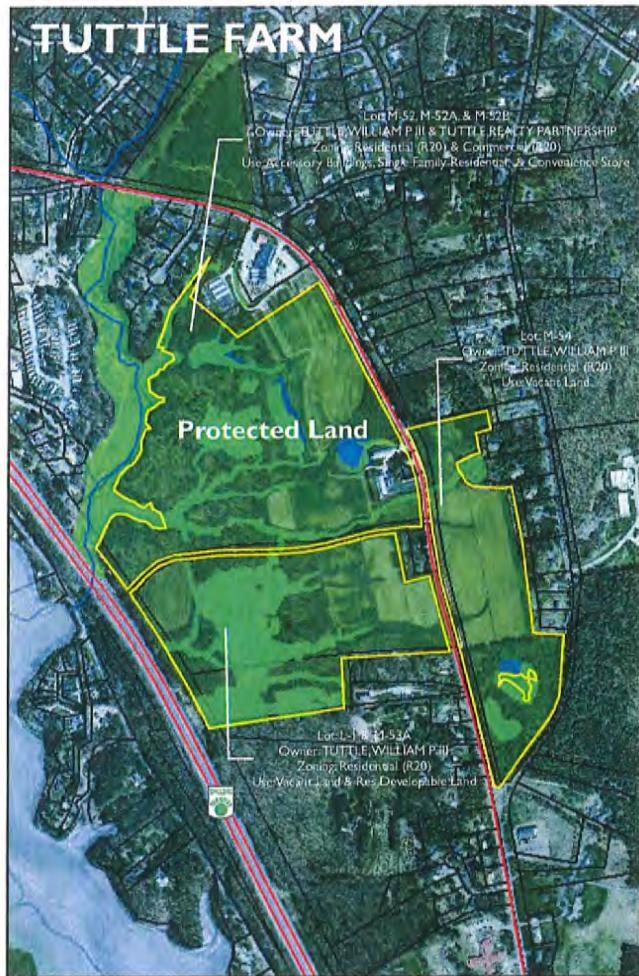 TUTTLE FARM
Lot: M-52, M-52A, & M-52B
Owner: TUTTLE, WILLIAM P III & TUTTLE REALTY PARTNERSHIP
Zoning: Residential (R20) & Commercial (R20)
Use: Accessory Buildings, Single Family Residential, & Convenience Store
Lot: M-54
Owner: TUTTLE, WILLIAM P III
Zoning: Residential (R20)
Use: Vacant Land
Protected Land
Lot: L-1 & M-53A
Owner: TUTTLE, WILLIAM P III
Zoning: Residential (R20)
Use: Vacant Land & Res. Developable Land